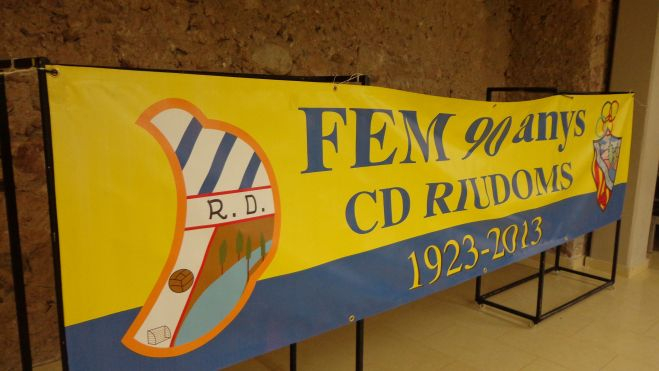 FEM 90 anys
CD RIUDOMS
1923-2013
R. D.